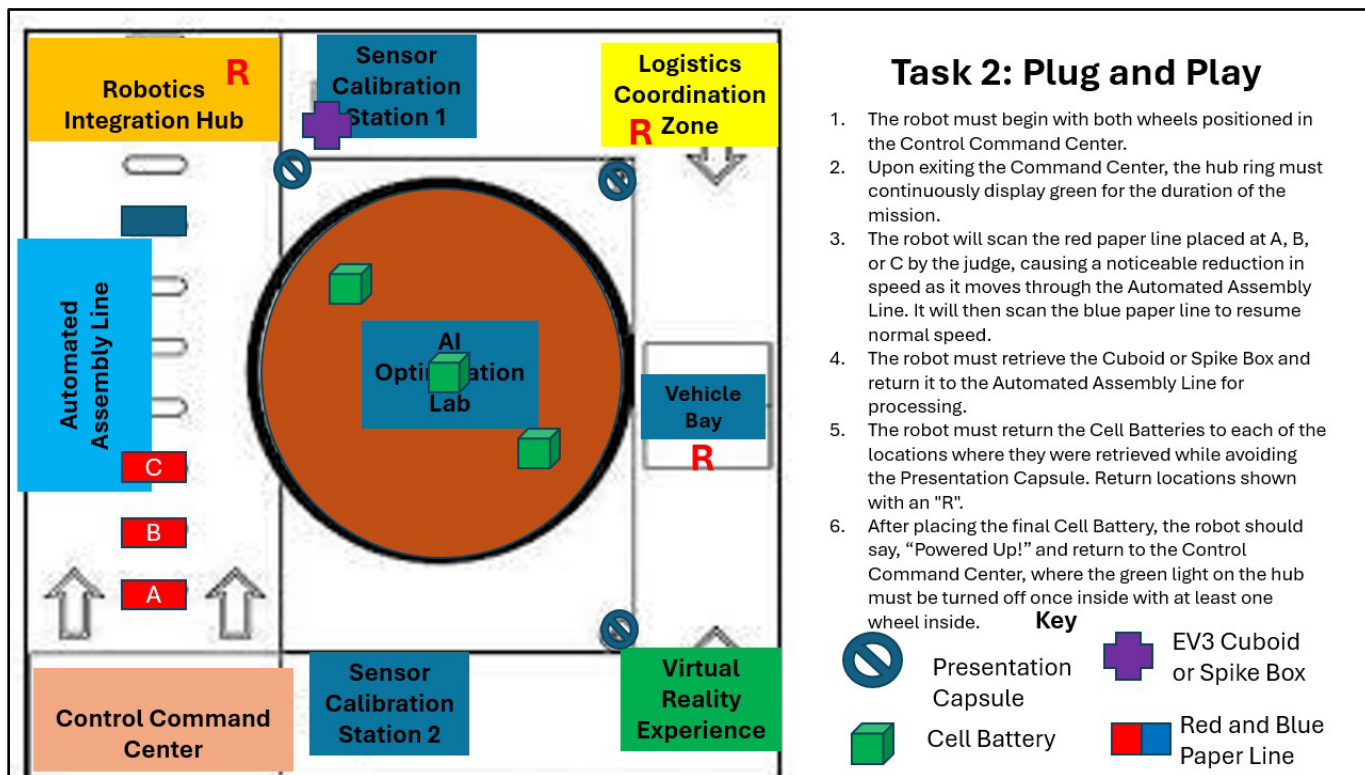 Robotics
Integration Hub
R
Sensor
Calibration
Station 1
Logistics
Coordination
Zone
R
Automated
Assembly Line
C
B
A
AI
Optimization
Lab
Vehicle
Bay
R
Control Command
Center
Sensor
Calibration
Station 2
Virtual
Reality
Experience
Task 2: Plug and Play
1. The robot must begin with both wheels positioned in
the Control Command Center.
2. Upon exiting the Command Center, the hub ring must
continuously display green for the duration of the
mission.
3. The robot will scan the red paper line placed at A, B,
or C by the judge, causing a noticeable reduction in
speed as it moves through the Automated Assembly
Line. It will then scan the blue paper line to resume
normal speed.
4. The robot must retrieve the Cuboid or Spike Box and
return it to the Automated Assembly Line for
processing.
5. The robot must return the Cell Batteries to each of the
locations where they were retrieved while avoiding
the Presentation Capsule. Return locations shown
with an "R".
6. After placing the final Cell Battery, the robot should
say, “Powered Up!” and return to the Control
Command Center, where the green light on the hub
must be turned off once inside with at least one
wheel inside.
Key
Presentation
Capsule
EV3 Cuboid
or Spike Box
Cell Battery
Red and Blue
Paper Line